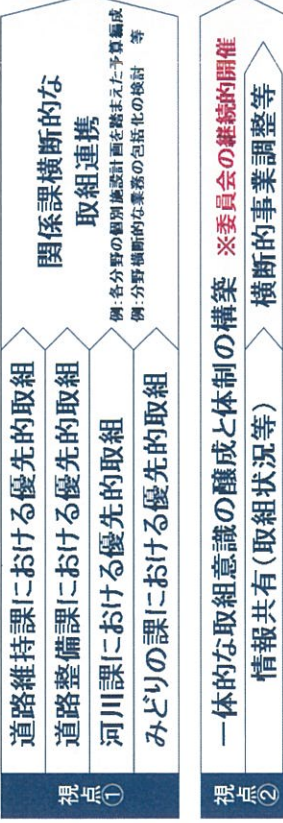 視点①
道路維持課における優先的取組
道路整備課における優先的取組
河川課における優先的取組
みどりの課における優先的取組
関係課横断的な
取組連携
例:各分野の個別施設計画を踏まえた予算編成
例:分野横断的な業務の包括化の検討 等
視点②
一体的な取組意識の醸成と体制の構築 ※委員会の継続的開催
情報共有(取組状況等)
横断的事業調整等